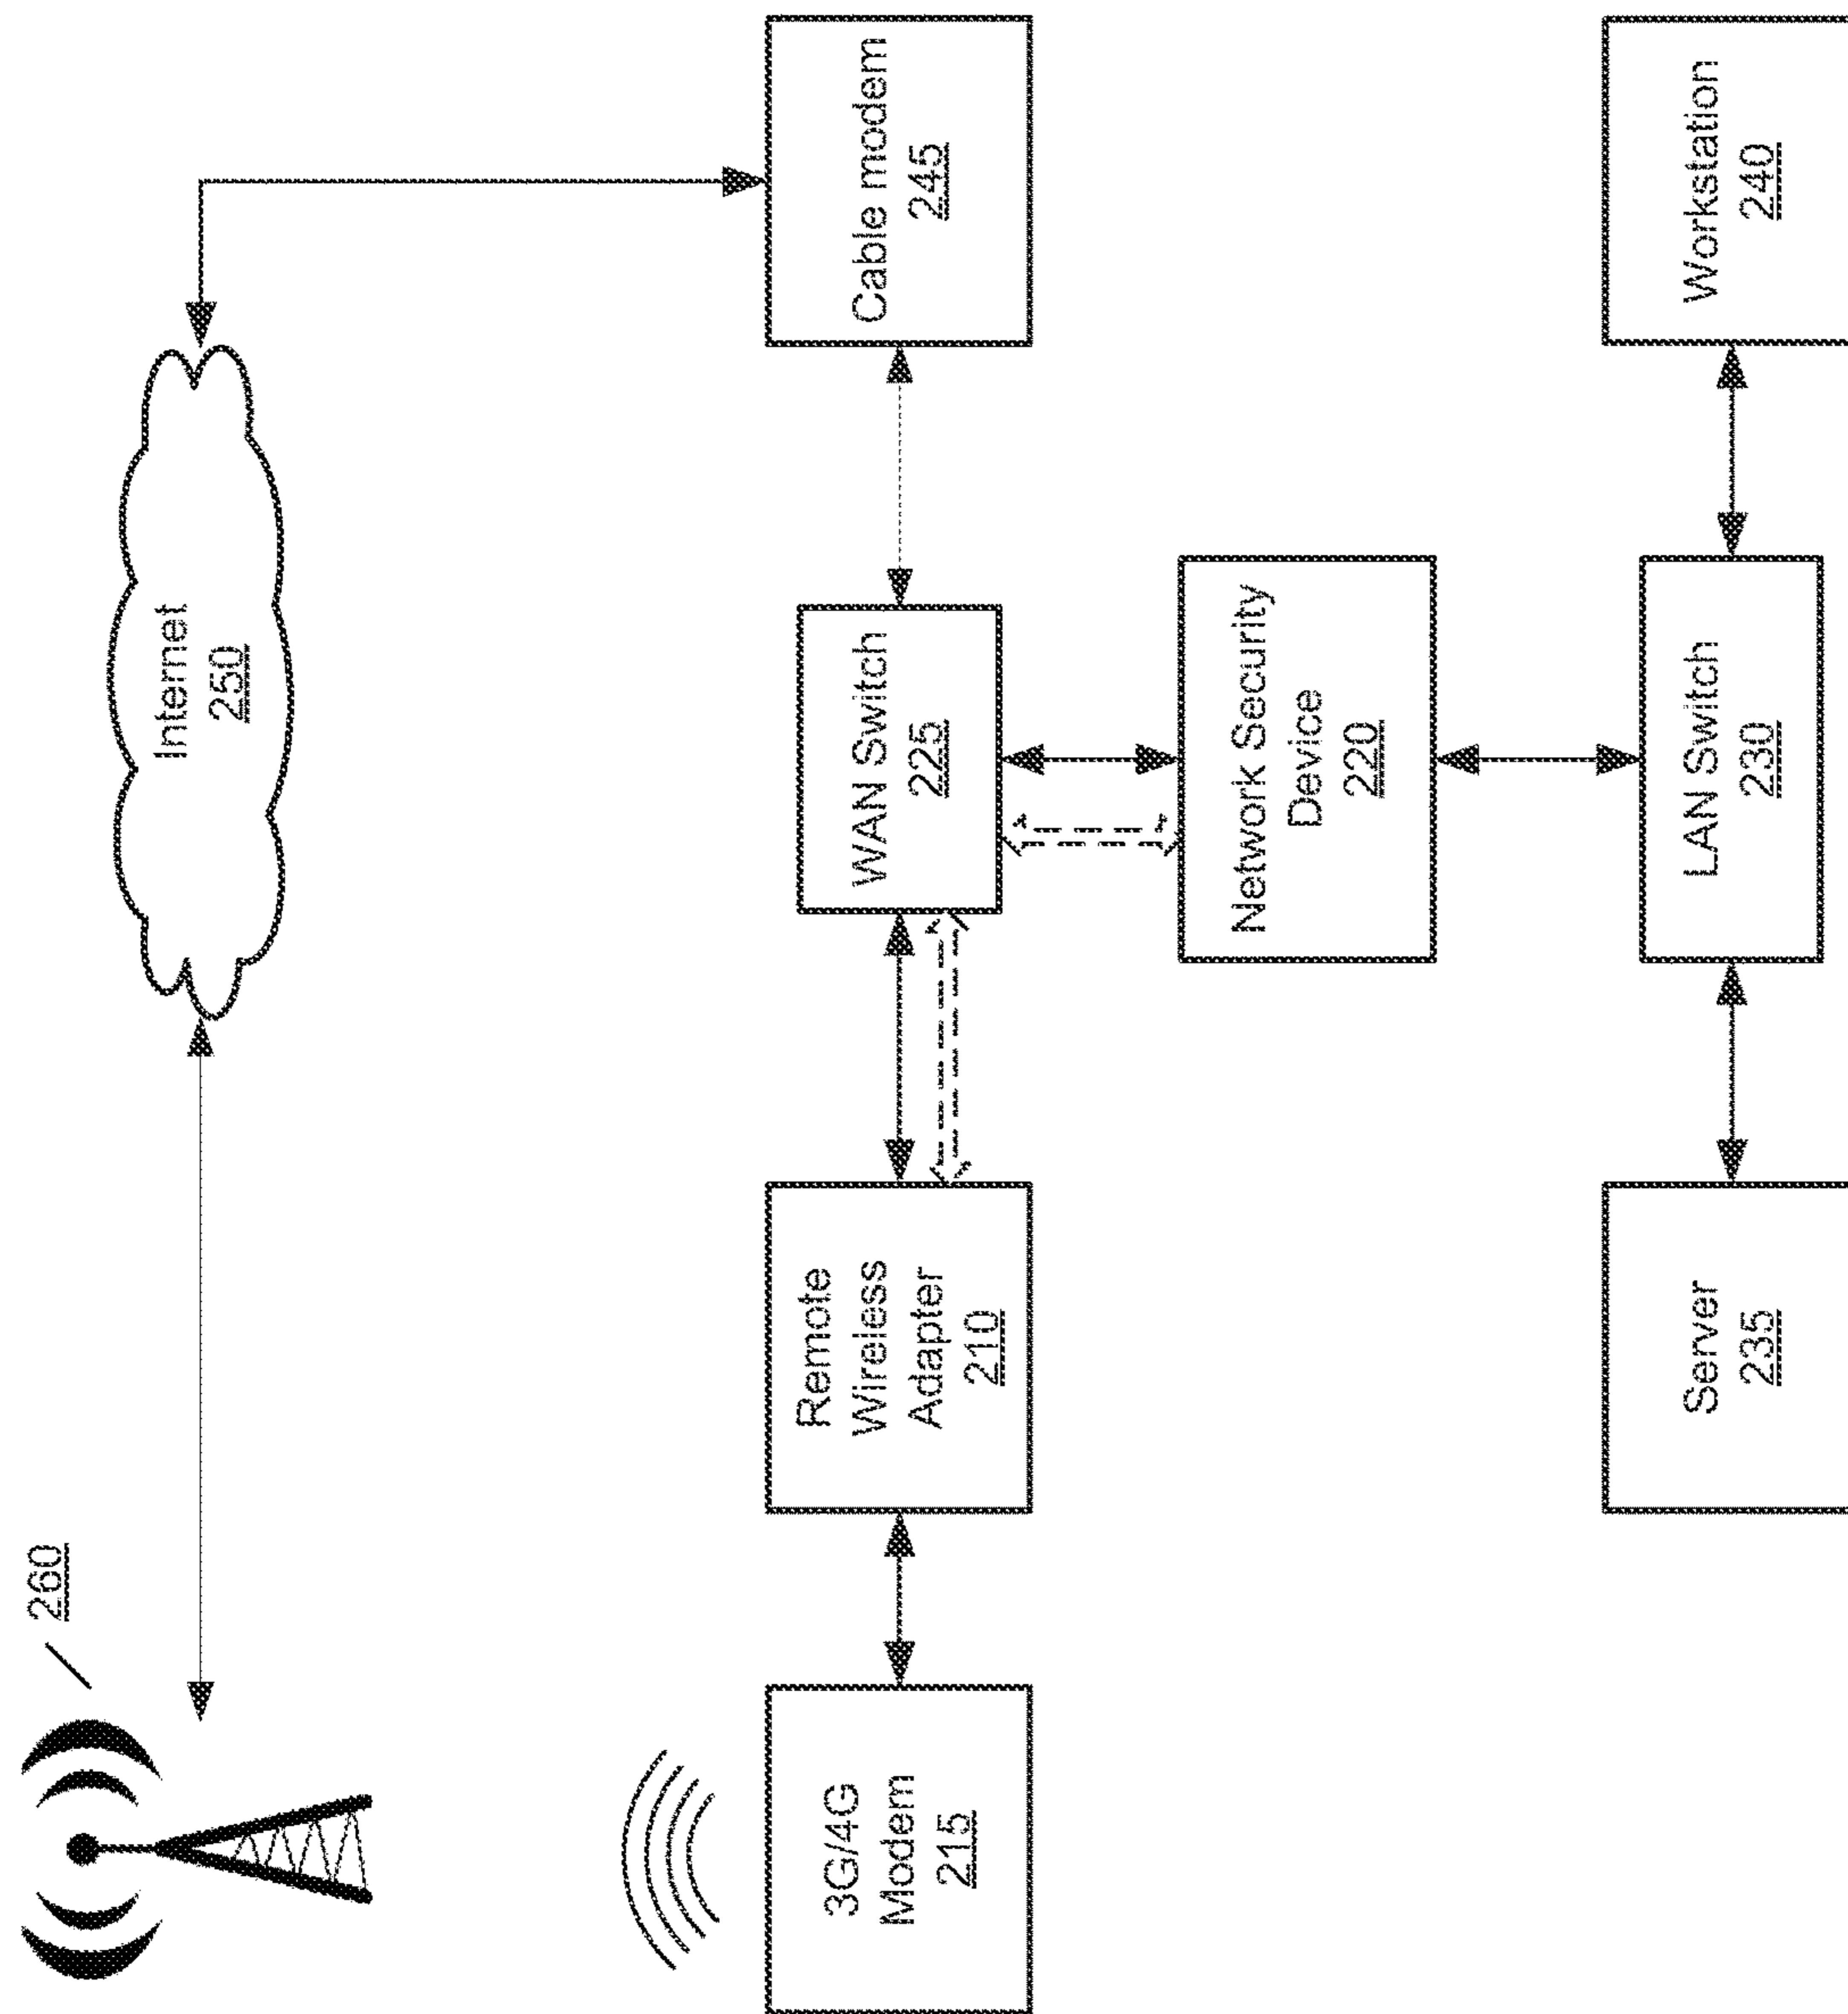 260
Internet
250
3G/4G
Modem
215
Remote
Wireless
Adapter
210
WAN Switch
225
Cable modem
245
Network Security
Device
220
Server
235
LAN Switch
230
Workstation
240